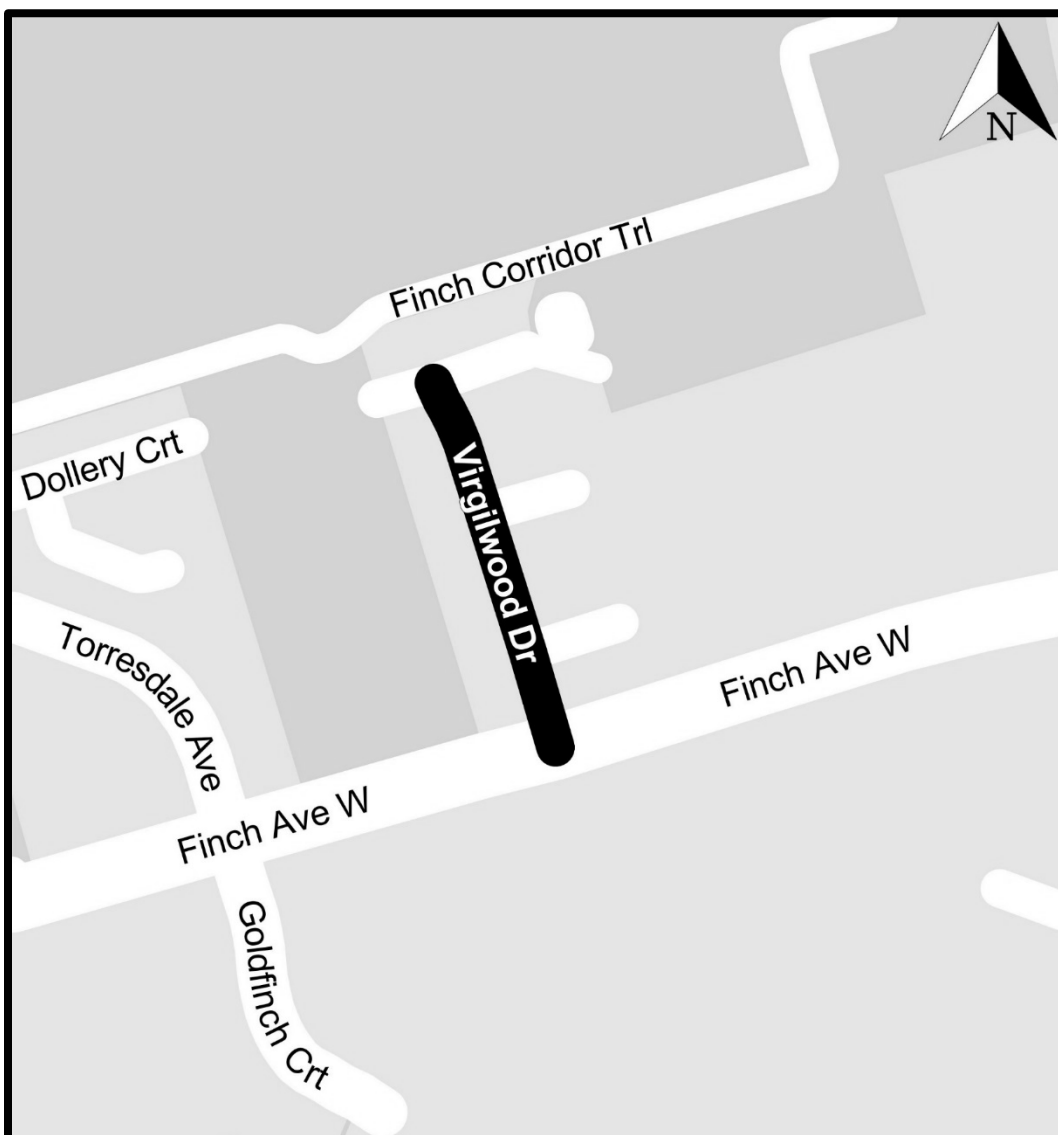 N
Finch Corridor Trl
Dollery Crt
Virgilwood Dr
Torresdale Ave
Finch Ave W
Finch Ave W
Goldfinch Crt